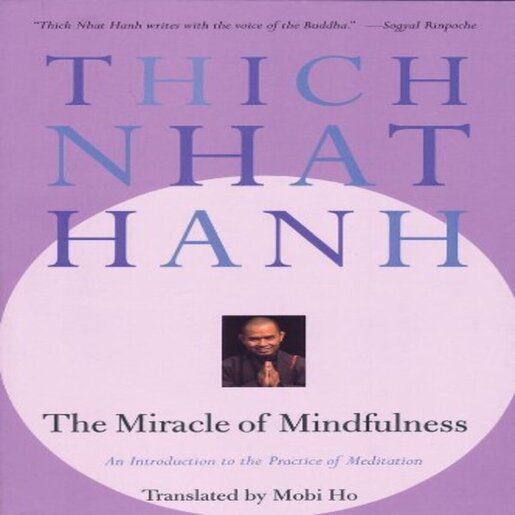 "Thick Nhat Hanh writes with the voice of the Buddha." —Sogyal Rinpoche
THICH
NHAT
HANH
The Miracle of Mindfulness
An Introduction to the Practice of Meditation
Translated by Mobi Ho